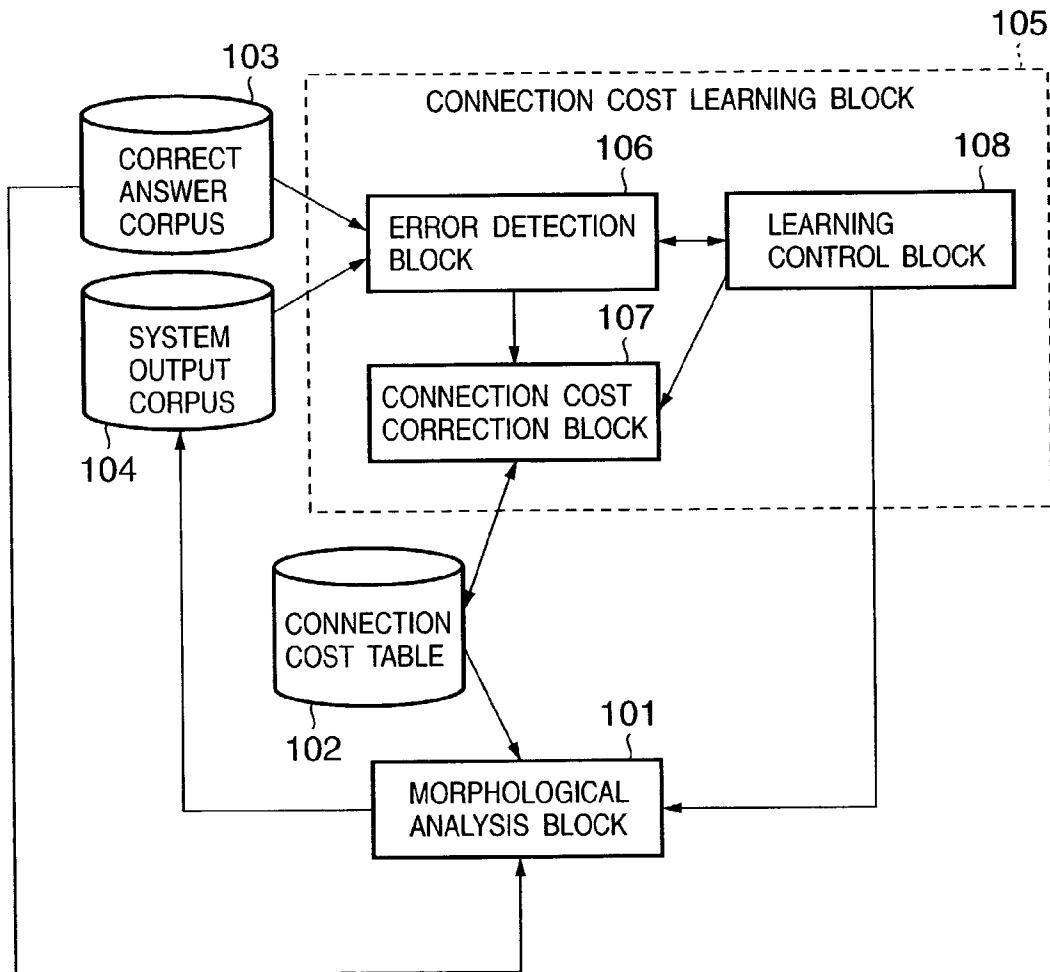 105
103
CONNECTION COST LEARNING BLOCK
106
108
CORRECT
ANSWER
CORPUS
ERROR DETECTION
BLOCK
LEARNING
CONTROL BLOCK
107
SYSTEM
OUTPUT
CORPUS
CONNECTION COST
CORRECTION BLOCK
104
CONNECTION
COST TABLE
102
101
MORPHOLOGICAL
ANALYSIS BLOCK